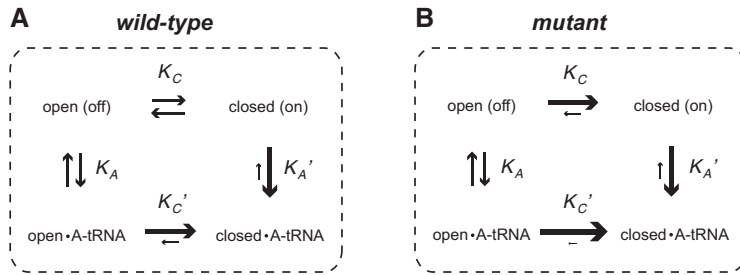 A wild-type
K_C
open (off) closed (on)
K_A K_A'
K_C'
open•A-tRNA closed•A-tRNA
B mutant
K_C
open (off) closed (on)
K_A K_A'
K_C'
open•A-tRNA closed•A-tRNA